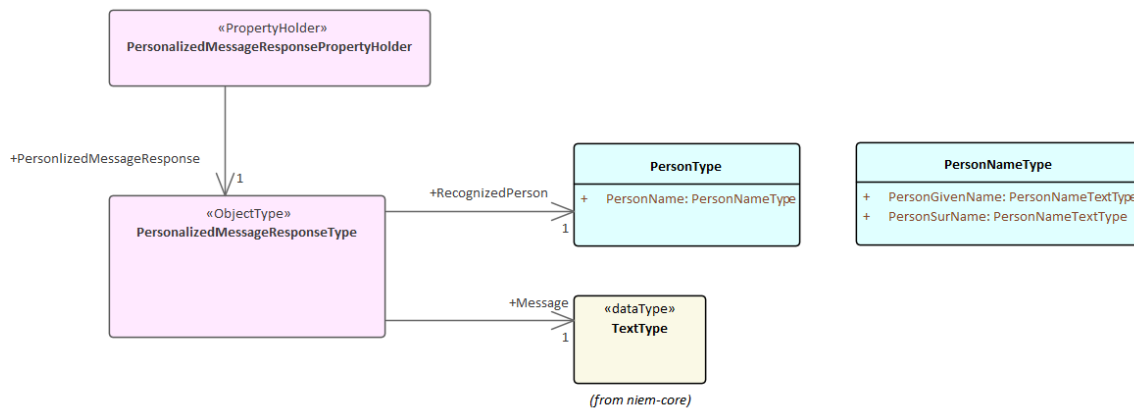 «PropertyHolder»
PersonalizedMessageResponsePropertyHolder
+PersonlizedMessageResponse
1
«ObjectType»
PersonalizedMessageResponseType
+RecognizedPerson
1
PersonType
+ PersonName: PersonNameType
PersonNameType
+ PersonGivenName: PersonNameTextType
+ PersonSurName: PersonNameTextType
+Message
1
«dataType»
TextType
(from niem-core)